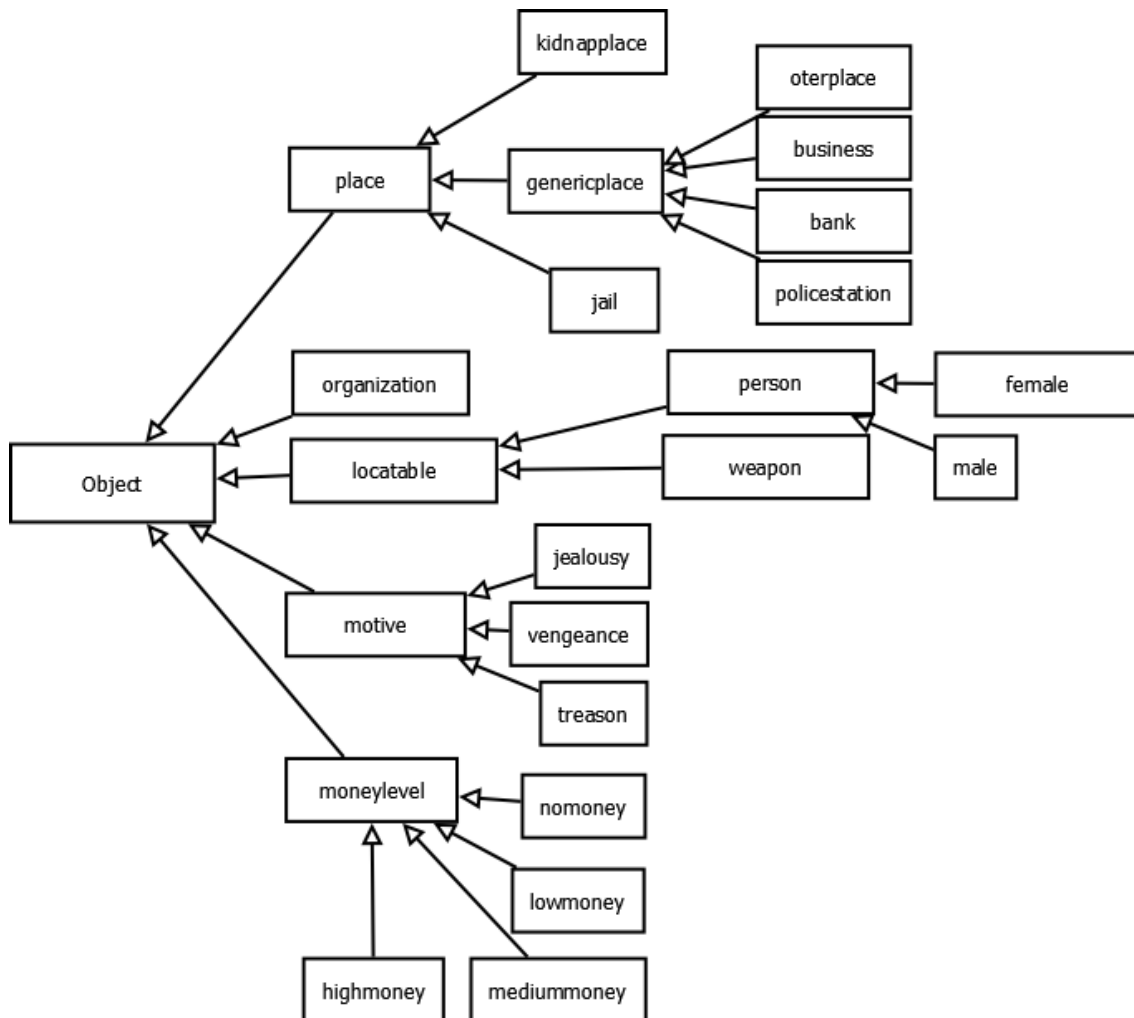 kidnapplace
oterplace
business
place
genericplace
bank
policestation
jail
organization
person
female
Object
locatable
weapon
male
jealousy
motive
vengeance
treason
moneylevel
nomoney
lowmoney
highmoney
mediummoney